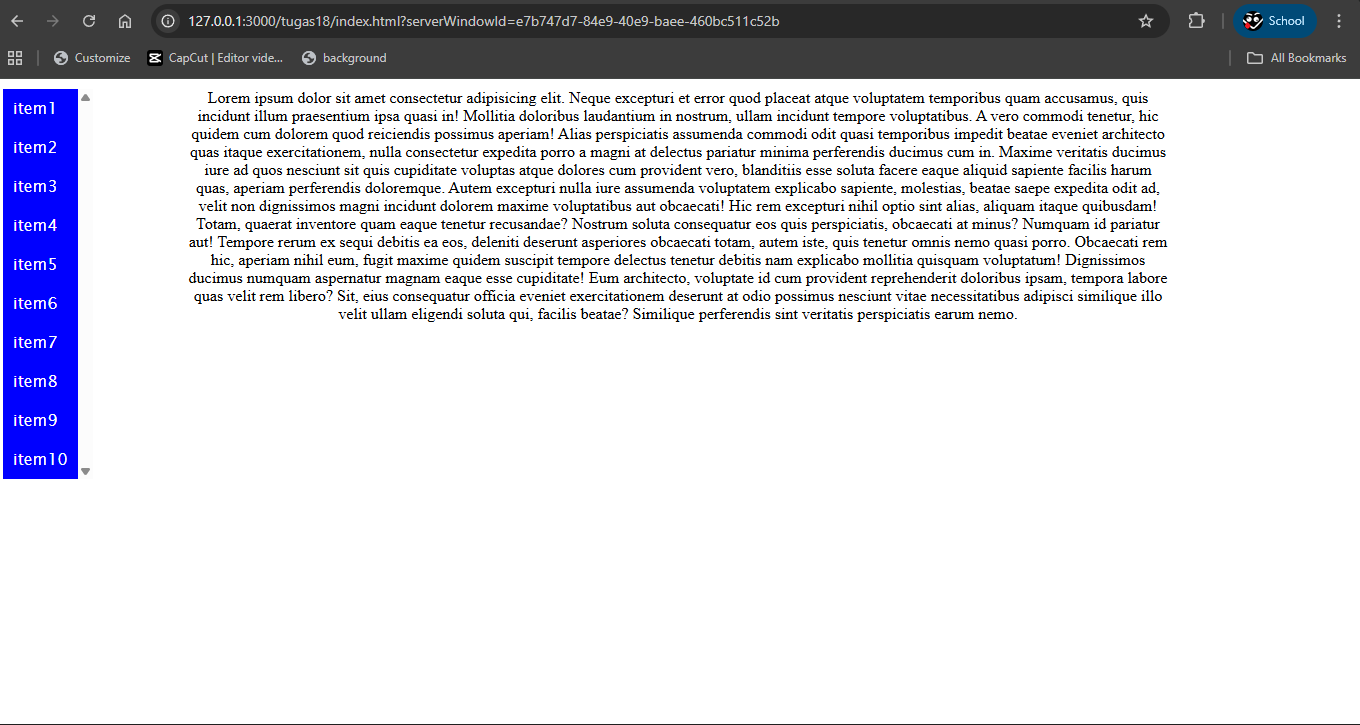 127.0.0.1:3000/tugas18/index.html?serverWindowId=e7b747d7-84e9-40e9-baee-460bc511c52b
School
Customize
CapCut | Editor vide...
background
All Bookmarks
item1
item2
item3
item4
item5
item6
item7
item8
item9
item10
Lorem ipsum dolor sit amet consectetur adipisicing elit. Neque excepturi et error quod placeat atque voluptatem temporibus quam accusamus, quis
incidunt illum praesentium ipsa quasi in! Mollitia doloribus laudantium in nostrum, ullam incidunt tempore voluptatibus. A vero commodi tenetur, hic
quidem cum dolorem quod reiciendis possimus aperiam! Alias perspiciatis assumenda commodi odit quasi temporibus impedit beatae eveniet architecto
quas itaque exercitationem, nulla consectetur expedita porro a magni at delectus pariatur minima perferendis ducimus cum in. Maxime veritatis ducimus
iure ad quos nesciunt sit quis cupiditate voluptas atque dolores cum provident vero, blanditiis esse soluta facere eaque aliquid sapiente facilis harum
quas, aperiam perferendis doloremque. Autem excepturi nulla iure assumenda voluptatem explicabo sapiente, molestias, beatae saepe expedita odit ad,
velit non dignissimos magni incidunt dolorem maxime voluptatibus aut obcaecati! Hic rem excepturi nihil optio sint alias, aliquam itaque quibusdam!
Totam, quaerat inventore quam eaque tenetur recusandae? Nostrum soluta consequatur eos quis perspiciatis, obcaecati at minus? Numquam id pariatur
aut! Tempore rerum ex sequi debitis ea eos, deleniti deserunt asperiores obcaecati totam, autem iste, quis tenetur omnis nemo quasi porro. Obcaecati rem
hic, aperiam nihil eum, fugit maxime quidem suscipit tempore delectus tenetur debitis nam explicabo mollitia quisquam voluptatum! Dignissimos
ducimus numquam aspernatur magnam eaque esse cupiditate! Eum architecto, voluptate id cum provident reprehenderit doloribus ipsam, tempora labore
quas velit rem libero? Sit, eius consequatur officia eveniet exercitationem deserunt at odio possimus nesciunt vitae necessitatibus adipisci similique illo
velit ullam eligendi soluta qui, facilis beatae? Similique perferendis sint veritatis perspiciatis earum nemo.